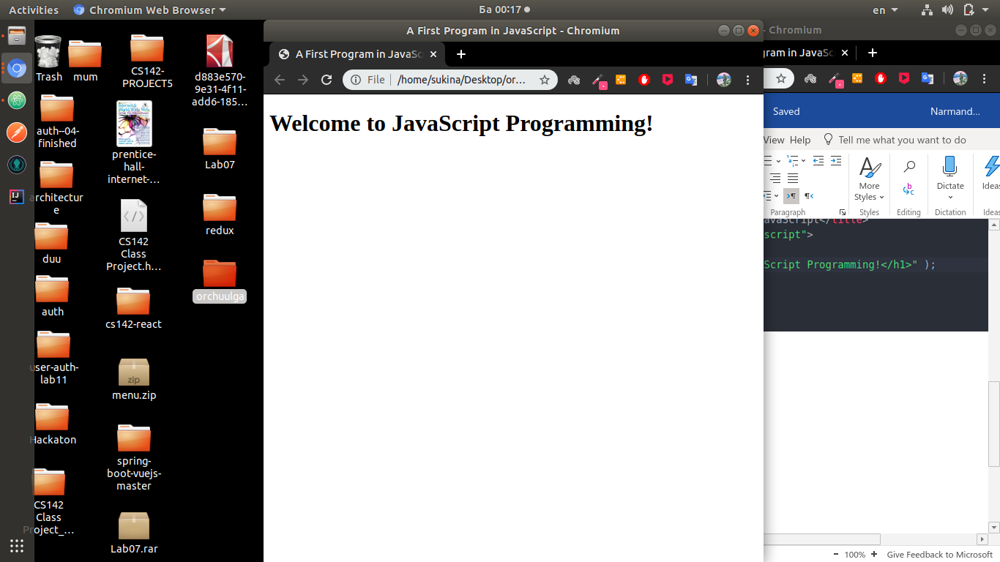 Activities
Chromium Web Browser
Ба 00:17
en
A First Program in JavaScript - Chromium
- Chromium
A First Program in JavaSc
gram in JavaSc
File
/home/sukina/Desktop/or…
Welcome to JavaScript Programming!
Saved
Narmand...
View
Help
Tell me what you want to do
More
Styles
Dictate
Ideas
Paragraph
Styles
Editing
Dictation
Ideas
avaScript</title>
script">
Script Programming!</h1>" );
100%
Give Feedback to Microsoft
Trash
mum
CS142-
PROJECT5
d883e570-
9e31-4f11-
add6-185…
auth--04-
finished
prentice-
hall-
internet-…
Lab07
architectur
e
CS142
Class
Project.h…
redux
duu
orchuulga
auth
cs142-react
user-auth-
lab11
zip
menu.zip
Hackaton
spring-
boot-vuejs-
master
CS142
Class
Project_…
Lab07.rar
IJ